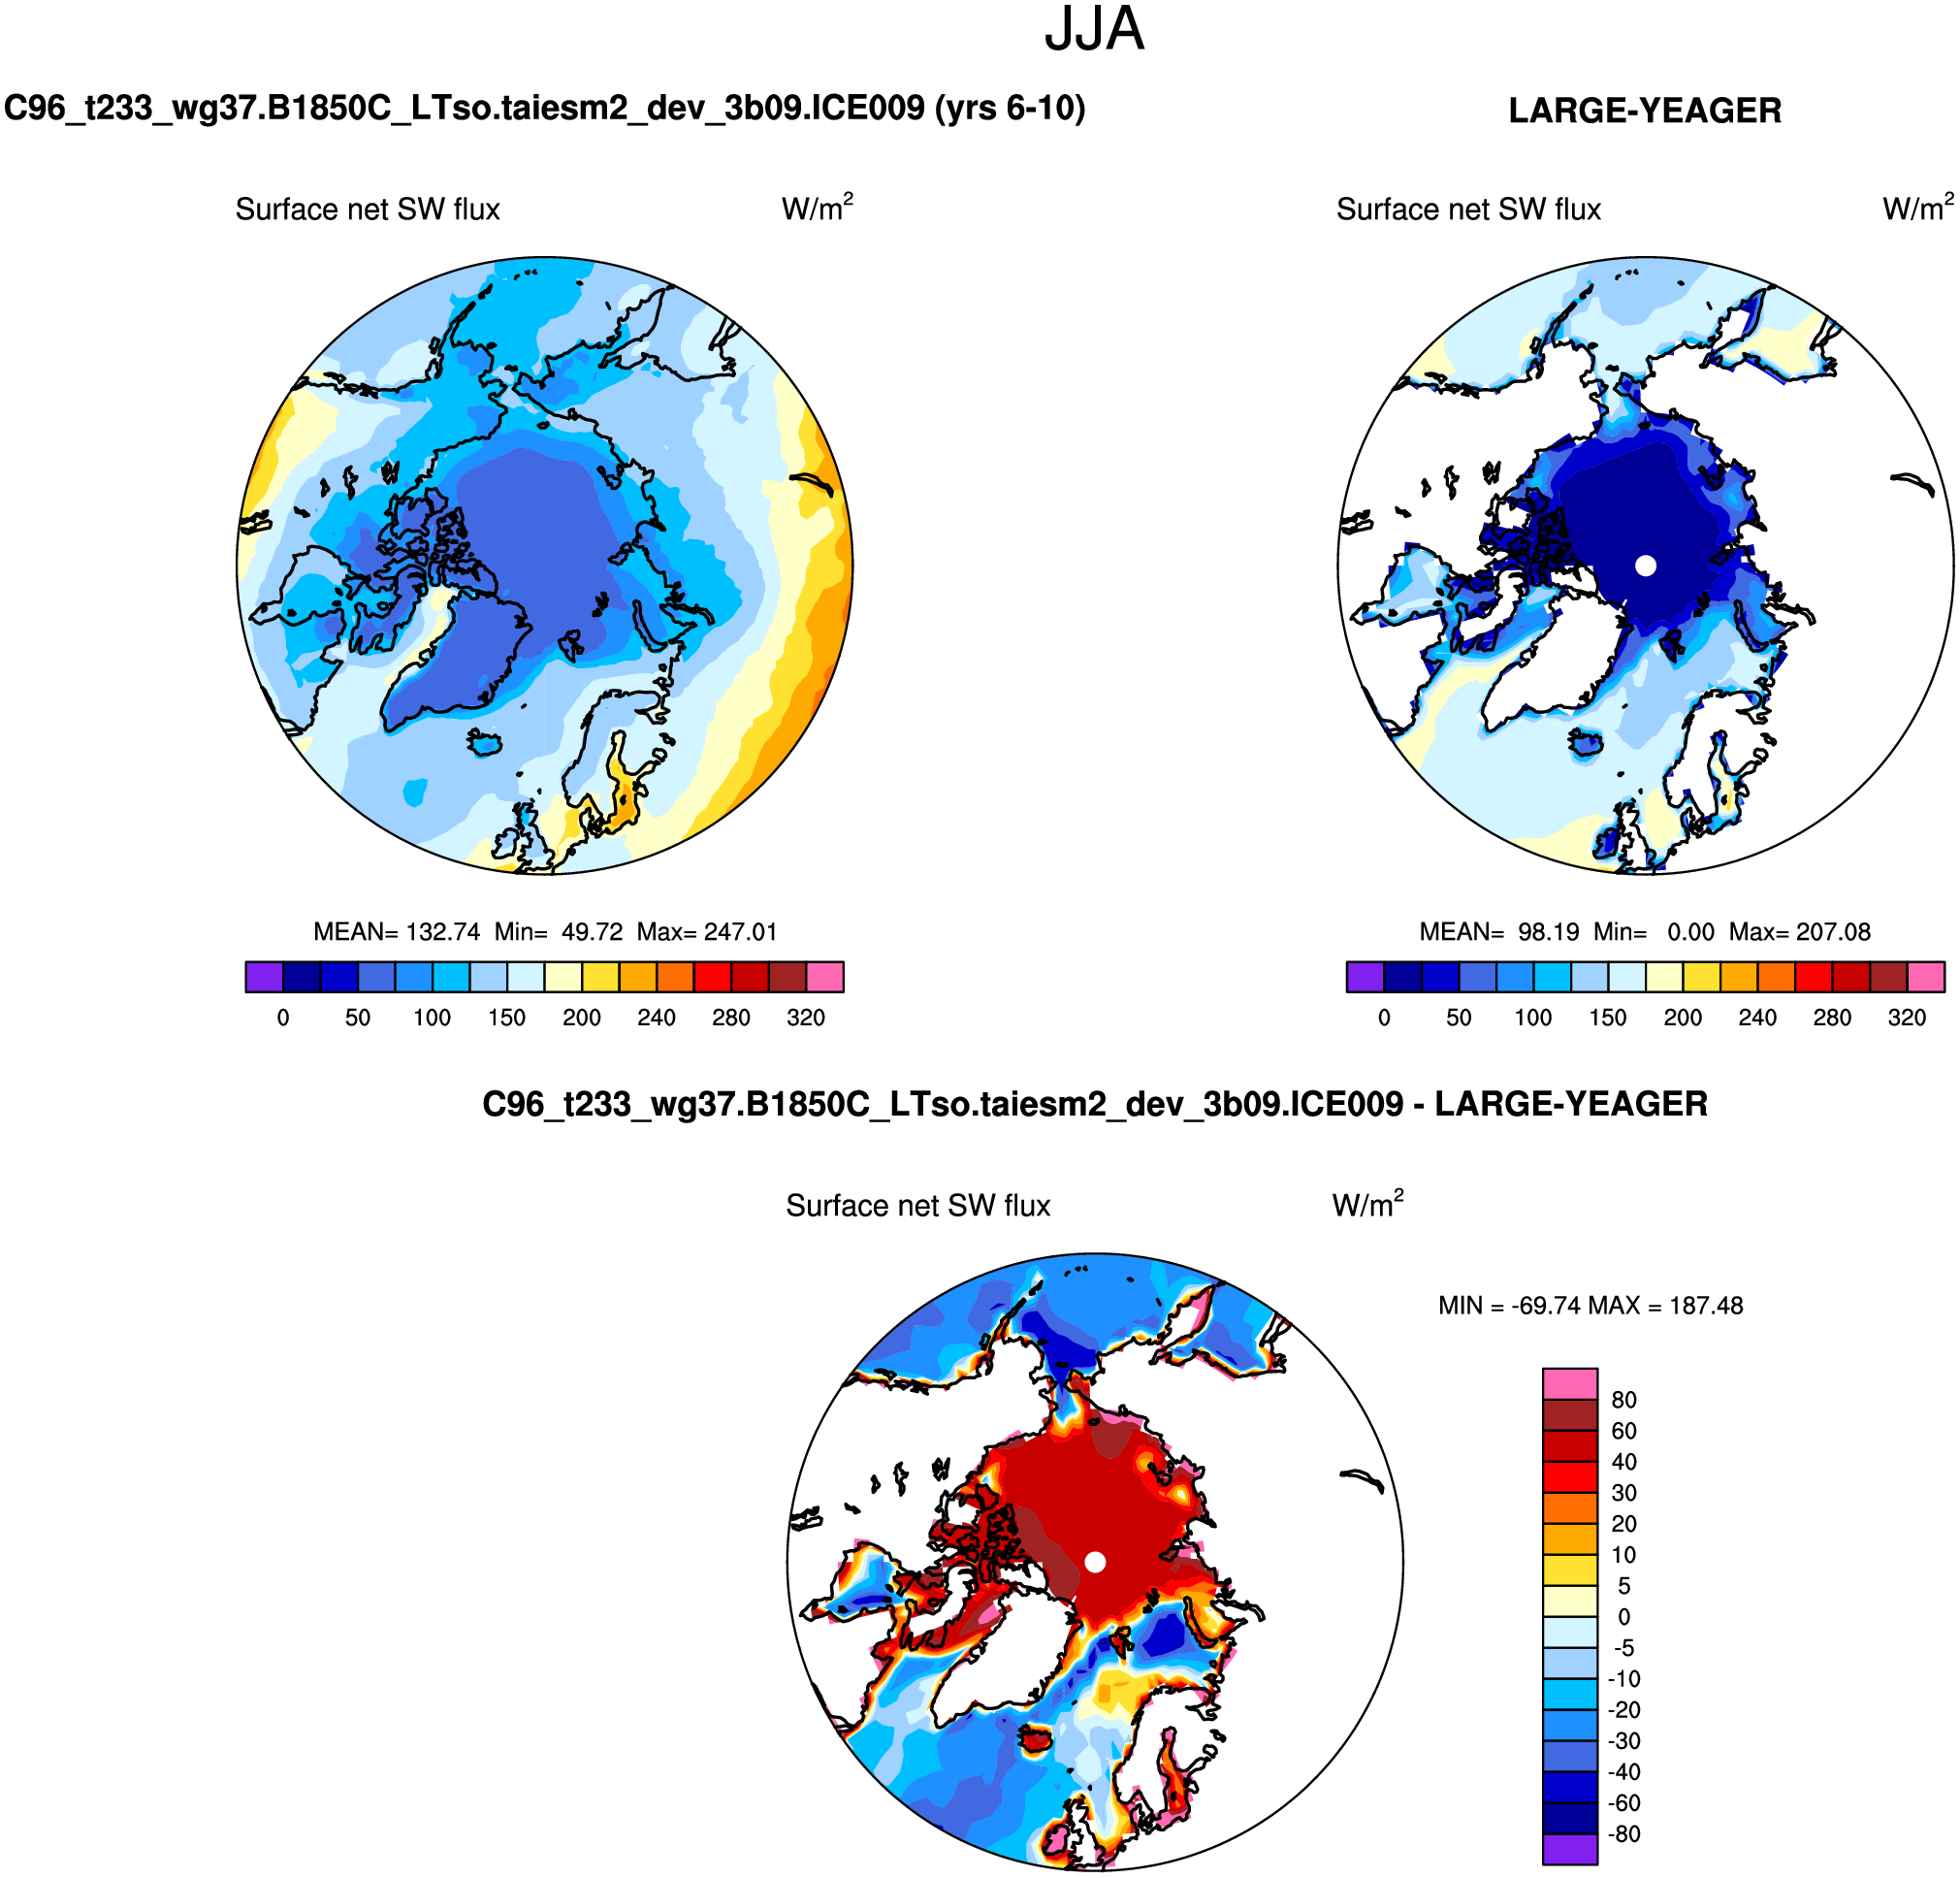 JJA
C96_t233_wg37.B1850C_LTso.taiesm2_dev_3b09.ICE009 (yrs 6-10)
LARGE-YEAGER
Surface net SW flux W/m²
Surface net SW flux W/m²
MEAN= 132.74 Min= 49.72 Max= 247.01
MEAN= 98.19 Min= 0.00 Max= 207.08
0 50 100 150 200 240 280 320
0 50 100 150 200 240 280 320
C96_t233_wg37.B1850C_LTso.taiesm2_dev_3b09.ICE009 - LARGE-YEAGER
Surface net SW flux W/m²
MIN = -69.74 MAX = 187.48
80
60
40
30
20
10
5
0
-5
-10
-20
-30
-40
-60
-80